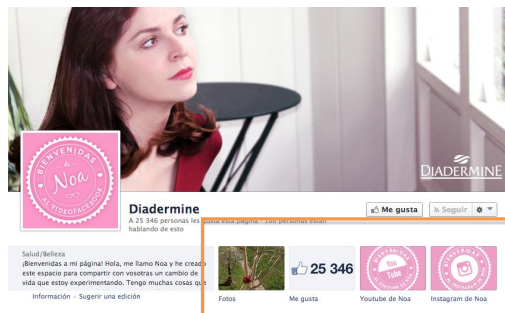 DIADERMINE
BIENVENIDAS
de
Noa
AL VIDEOFACEBOOK
Diadermine
A 25 346 personas les gusta esta página · 100 personas están
hablando de esto
Me gusta
Seguir
Salud/Belleza
¡Bienvenidas a mi página! Hola, me llamo Noa y he creado
este espacio para compartir con vosotras un cambio de
vida que estoy experimentando. Tengo muchas cosas que
Información - Sugerir una edición
25 346
BIENVENIDAS
You
Tube
Fotos
Me gusta
Youtube de Noa
Instagram de Noa